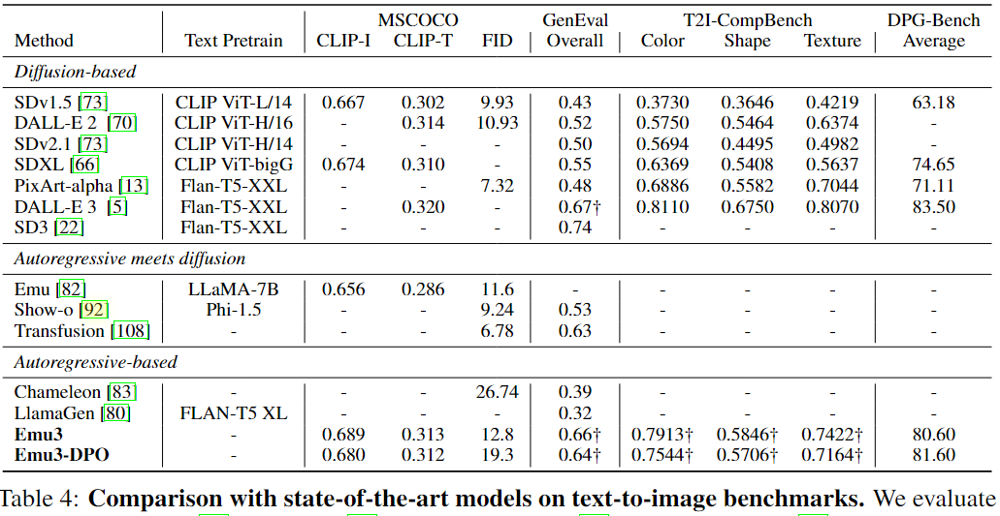 MSCOCO GenEval T2I-CompBench DPG-Bench
Method Text Pretrain CLIP-I CLIP-T FID Overall Color Shape Texture Average
Diffusion-based
SDv1.5 [73] CLIP ViT-L/14 0.667 0.302 9.93 0.43 0.3730 0.3646 0.4219 63.18
DALL-E 2 [70] CLIP ViT-H/16 - 0.314 10.93 0.52 0.5750 0.5464 0.6374 -
SDv2.1 [73] CLIP ViT-H/14 - - - 0.50 0.5694 0.4495 0.4982 -
SDXL [66] CLIP ViT-bigG 0.674 0.310 - 0.55 0.6369 0.5408 0.5637 74.65
PixArt-alpha [13] Flan-T5-XXL - - 7.32 0.48 0.6886 0.5582 0.7044 71.11
DALL-E 3 [5] Flan-T5-XXL - 0.320 - 0.67† 0.8110 0.6750 0.8070 83.50
SD3 [22] Flan-T5-XXL - - - 0.74 - - - -
Autoregressive meets diffusion
Emu [82] LLaMA-7B 0.656 0.286 11.6 - - - - -
Show-o [92] Phi-1.5 - - 9.24 0.53 - - - -
Transfusion [108] - - - 6.78 0.63 - - - -
Autoregressive-based
Chameleon [83] - - - 26.74 0.39 - - - -
LlamaGen [80] FLAN-T5 XL - - - 0.32 - - - -
Emu3 - 0.689 0.313 12.8 0.66† 0.7913† 0.5846† 0.7422† 80.60
Emu3-DPO - 0.680 0.312 19.3 0.64† 0.7544† 0.5706† 0.7164† 81.60
Table 4: Comparison with state-of-the-art models on text-to-image benchmarks. We evaluate